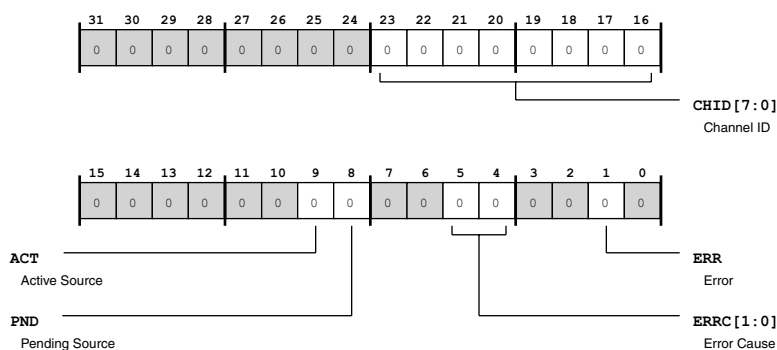 31 30 29 28 27 26 25 24 23 22 21 20 19 18 17 16
0 0 0 0 0 0 0 0 0 0 0 0 0 0 0 0
CHID[7:0]
Channel ID
15 14 13 12 11 10 9 8 7 6 5 4 3 2 1 0
0 0 0 0 0 0 0 0 0 0 0 0 0 0 0 0
ACT
Active Source
ERR
Error
PND
Pending Source
ERRC[1:0]
Error Cause